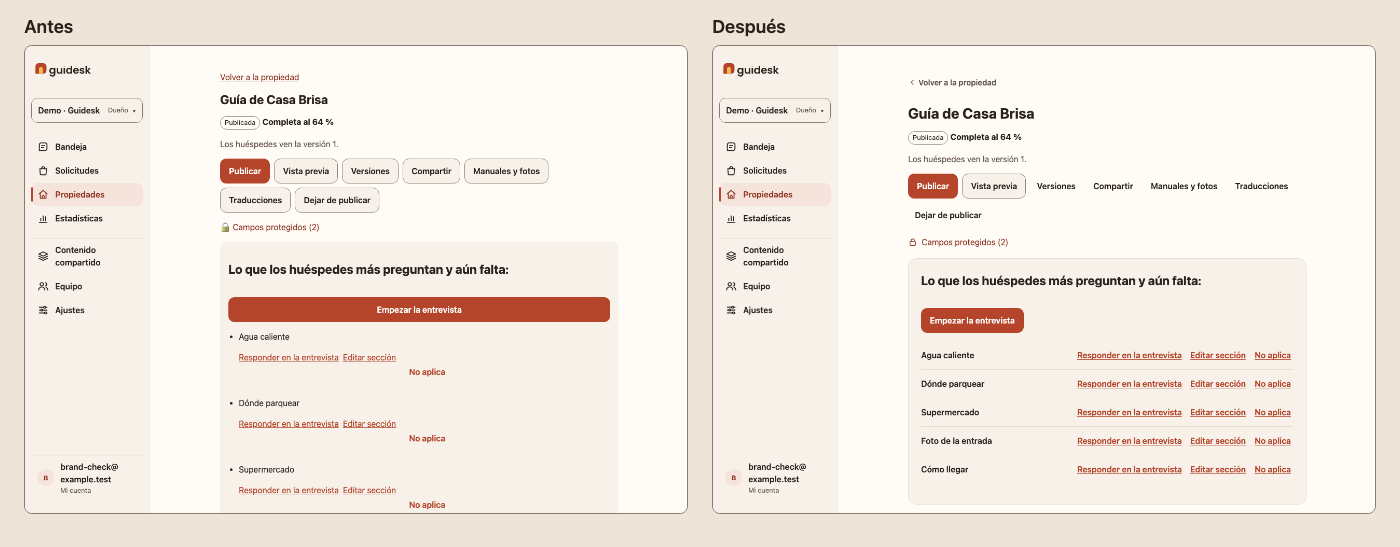 Antes
guidesk
Demo · Guidesk Dueño
Bandeja
Solicitudes
Propiedades
Estadísticas
Contenido
compartido
Equipo
Ajustes
B
brand-check@
example.test
Mi cuenta
Volver a la propiedad
Guía de Casa Brisa
Publicada Completa al 64 %
Los huéspedes ven la versión 1.
Publicar Vista previa Versiones Compartir Manuales y fotos
Traducciones Dejar de publicar
Campos protegidos (2)
Lo que los huéspedes más preguntan y aún falta:
Empezar la entrevista
• Agua caliente
Responder en la entrevista Editar sección
No aplica
• Dónde parquear
Responder en la entrevista Editar sección
No aplica
• Supermercado
Responder en la entrevista Editar sección
No aplica
Después
guidesk
Demo · Guidesk Dueño
Bandeja
Solicitudes
Propiedades
Estadísticas
Contenido
compartido
Equipo
Ajustes
B
brand-check@
example.test
Mi cuenta
Volver a la propiedad
Guía de Casa Brisa
Publicada Completa al 64 %
Los huéspedes ven la versión 1.
Publicar Vista previa Versiones Compartir Manuales y fotos Traducciones
Dejar de publicar
Campos protegidos (2)
Lo que los huéspedes más preguntan y aún falta:
Empezar la entrevista
Agua caliente Responder en la entrevista Editar sección No aplica
Dónde parquear Responder en la entrevista Editar sección No aplica
Supermercado Responder en la entrevista Editar sección No aplica
Foto de la entrada Responder en la entrevista Editar sección No aplica
Cómo llegar Responder en la entrevista Editar sección No aplica